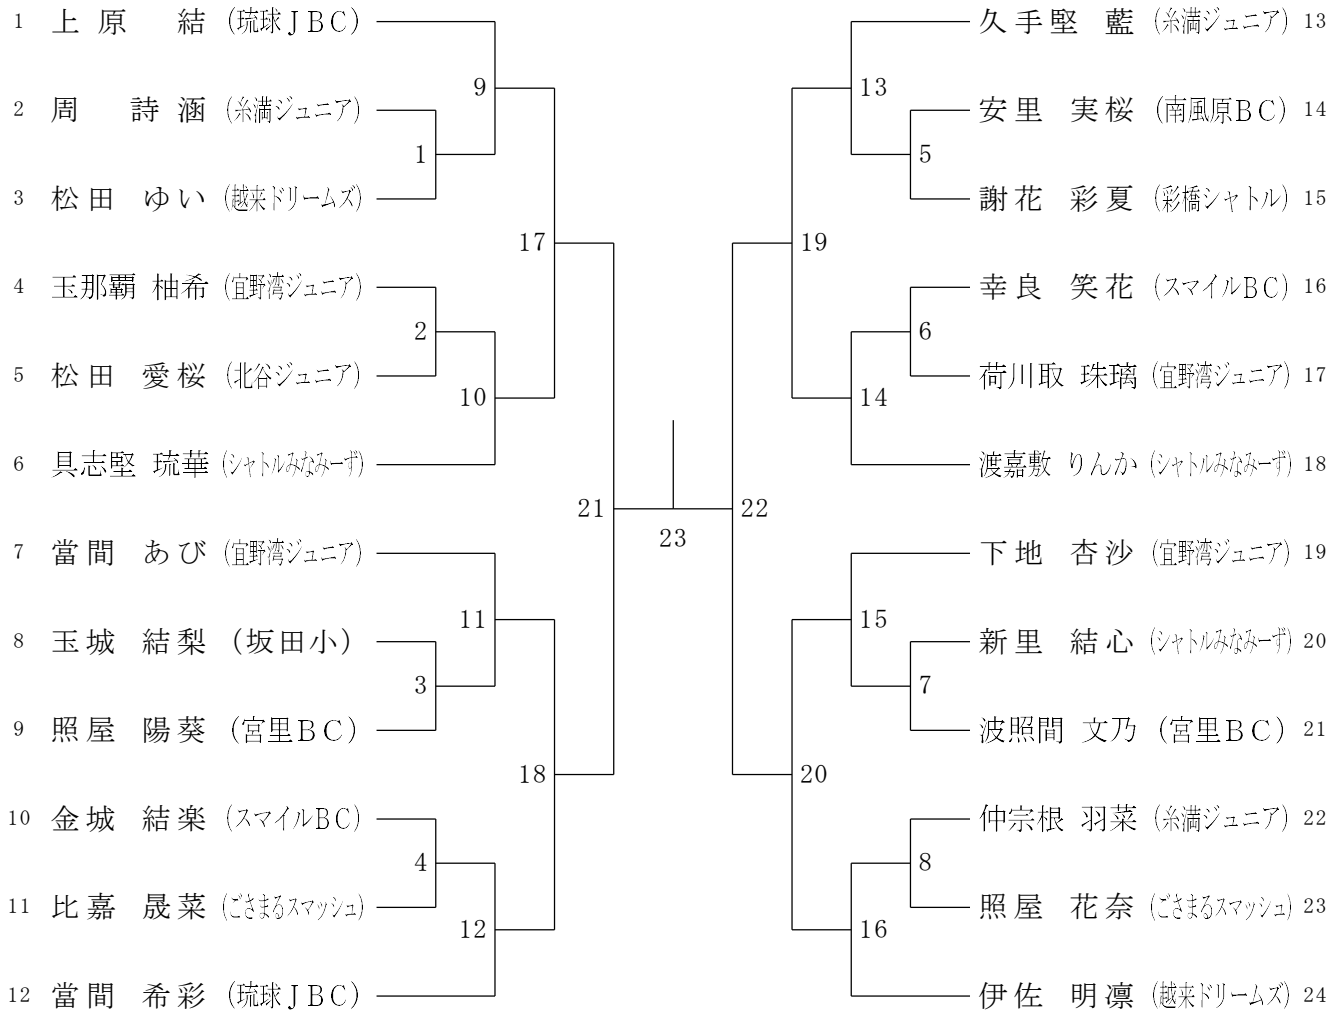 1 上原 結 (琉球ＪＢＣ)
2 周 詩涵 (糸満ジュニア)
3 松田 ゆい (越来ドリームズ)
4 玉那覇 柚希 (宜野湾ジュニア)
5 松田 愛桜 (北谷ジュニア)
6 具志堅 琉華 (シャトルみなみーず)
7 當間 あび (宜野湾ジュニア)
8 玉城 結梨 (坂田小)
9 照屋 陽葵 (宮里ＢＣ)
10 金城 結楽 (スマイルＢＣ)
11 比嘉 晟菜 (ごさまるスマッシュ)
12 當間 希彩 (琉球ＪＢＣ)
1
2
3
4
9
10
11
12
17
18
21
23
22
19
20
13
14
15
16
5
6
7
8
久手堅 藍 (糸満ジュニア) 13
安里 実桜 (南風原ＢＣ) 14
謝花 彩夏 (彩橋シャトル) 15
幸良 笑花 (スマイルＢＣ) 16
荷川取 珠璃 (宜野湾ジュニア) 17
渡嘉敷 りんか (シャトルみなみーず) 18
下地 杏沙 (宜野湾ジュニア) 19
新里 結心 (シャトルみなみーず) 20
波照間 文乃 (宮里ＢＣ) 21
仲宗根 羽菜 (糸満ジュニア) 22
照屋 花奈 (ごさまるスマッシュ) 23
伊佐 明凛 (越来ドリームズ) 24